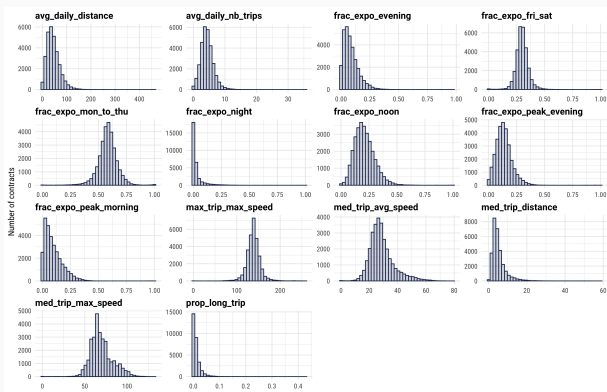 avg_daily_distance avg_daily_nb_trips frac_expo_evening frac_expo_fri_sat
6000 4000 2000 0
0 100 200 300 400
6000 4000 2000 0
0 10 20 30
4000 2000 0
0.00 0.25 0.50 0.75 1.00
6000 4000 2000 0
0.00 0.25 0.50 0.75 1.00
frac_expo_mon_to_thu frac_expo_night frac_expo_noon frac_expo_peak_evening
4000 3000 2000 1000 0
0.00 0.25 0.50 0.75 1.00
15000 10000 5000 0
0.00 0.25 0.50 0.75 1.00
3000 2000 1000 0
0.00 0.25 0.50 0.75 1.00
5000 4000 3000 2000 1000 0
0.00 0.25 0.50 0.75 1.00
Number of contracts
frac_expo_peak_morning max_trip_max_speed med_trip_avg_speed med_trip_distance
4000 2000 0
0.00 0.25 0.50 0.75 1.00
6000 4000 2000 0
0 100 200
4000 3000 2000 1000 0
0 20 40 60 80
8000 6000 4000 2000 0
0 20 40 60
med_trip_max_speed prop_long_trip
5000 4000 3000 2000 1000 0
0 50 100
15000 10000 5000 0
0.0 0.1 0.2 0.3 0.4